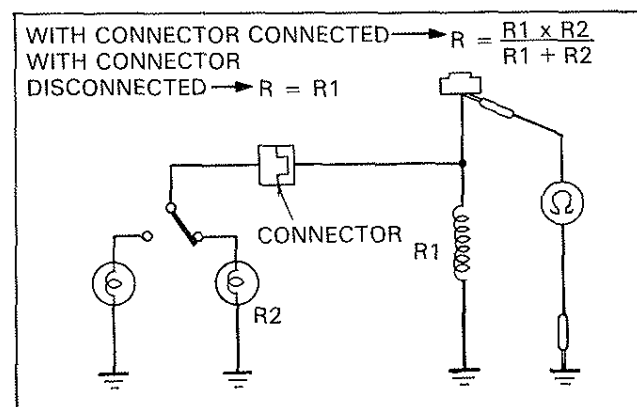 WITH CONNECTOR CONNECTED → R = R1 x R2 / R1 + R2
WITH CONNECTOR
DISCONNECTED → R = R1
CONNECTOR
R1
Ω
R2